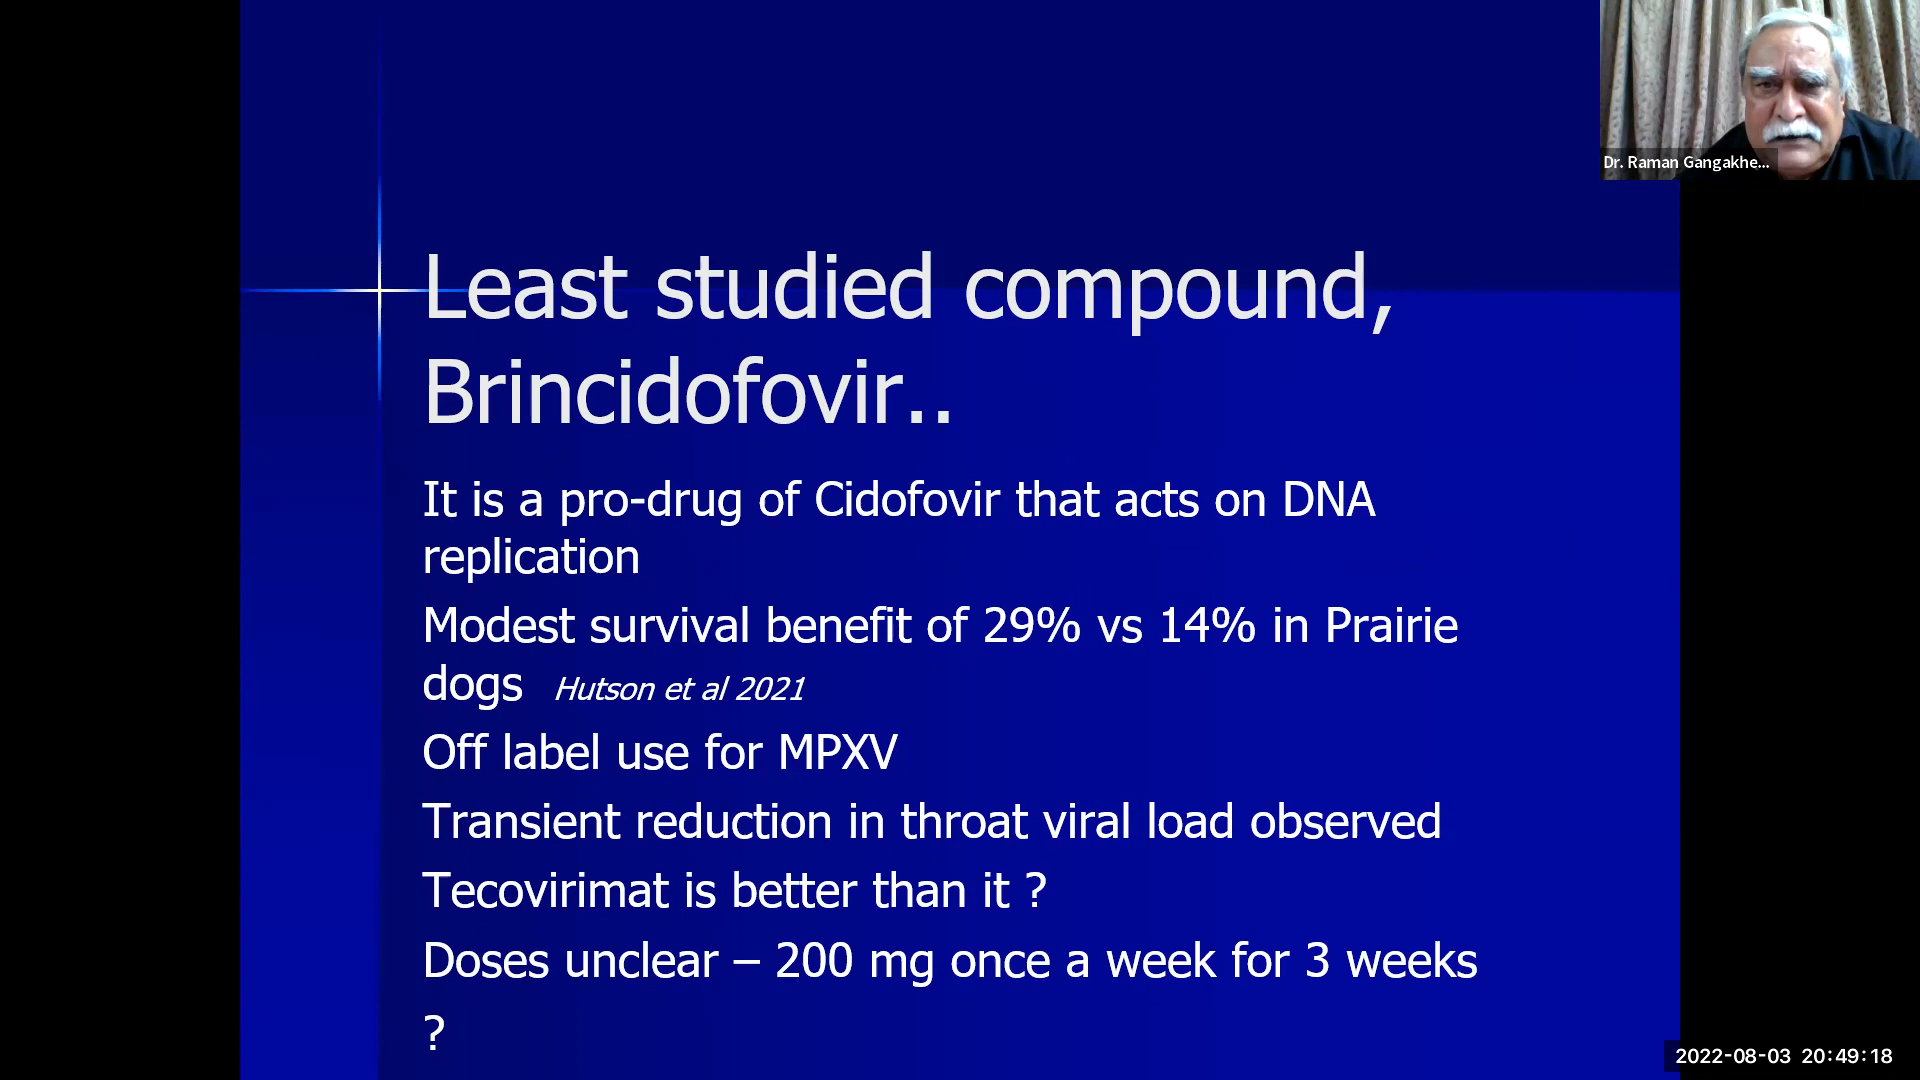 Dr. Raman Gangakhe...
Least studied compound,
Brincidofovir..
It is a pro-drug of Cidofovir that acts on DNA
replication
Modest survival benefit of 29% vs 14% in Prairie
dogs Hutson et al 2021
Off label use for MPXV
Transient reduction in throat viral load observed
Tecovirimat is better than it ?
Doses unclear – 200 mg once a week for 3 weeks
?
2022-08-03 20:49:18